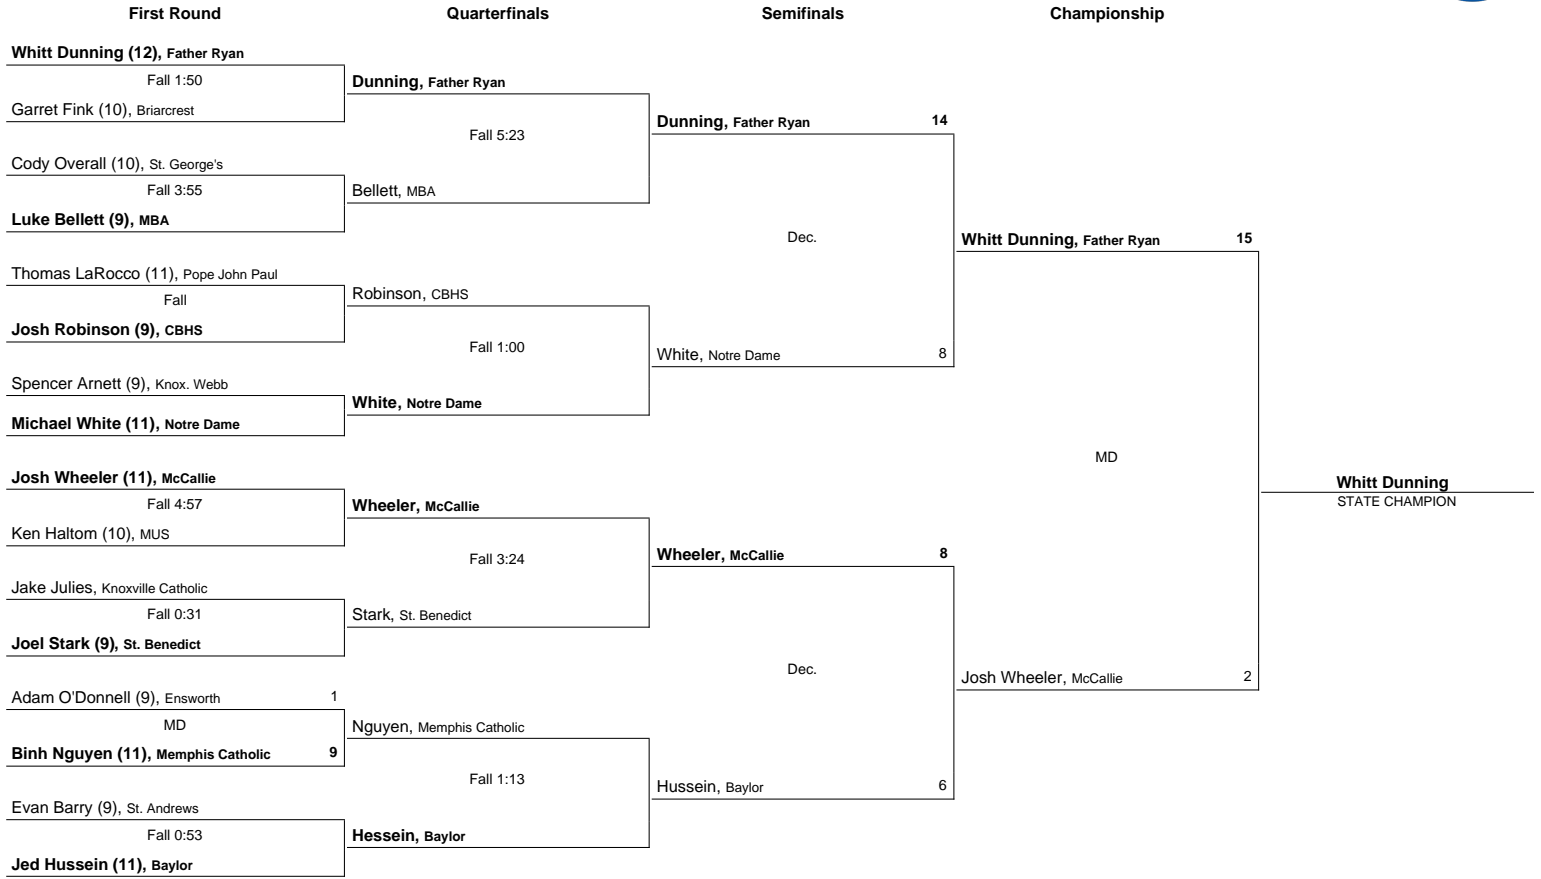 First Round Quarterfinals Semifinals Championship
Whitt Dunning (12), Father Ryan
Fall 1:50
Garret Fink (10), Briarcrest
Cody Overall (10), St. George's
Fall 3:55
Luke Bellett (9), MBA
Thomas LaRocco (11), Pope John Paul
Fall
Josh Robinson (9), CBHS
Spencer Arnett (9), Knox. Webb
Michael White (11), Notre Dame
Josh Wheeler (11), McCallie
Fall 4:57
Ken Haltom (10), MUS
Jake Julies, Knoxville Catholic
Fall 0:31
Joel Stark (9), St. Benedict
Adam O'Donnell (9), Ensworth 1
MD
Binh Nguyen (11), Memphis Catholic 9
Evan Barry (9), St. Andrews
Fall 0:53
Jed Hussein (11), Baylor
Dunning, Father Ryan
Fall 5:23
Bellett, MBA
Robinson, CBHS
Fall 1:00
White, Notre Dame
Wheeler, McCallie
Fall 3:24
Stark, St. Benedict
Nguyen, Memphis Catholic
Fall 1:13
Hessein, Baylor
Dunning, Father Ryan 14
Dec.
White, Notre Dame 8
Wheeler, McCallie 8
Dec.
Hussein, Baylor 6
Whitt Dunning, Father Ryan 15
MD
Josh Wheeler, McCallie 2
Whitt Dunning
STATE CHAMPION